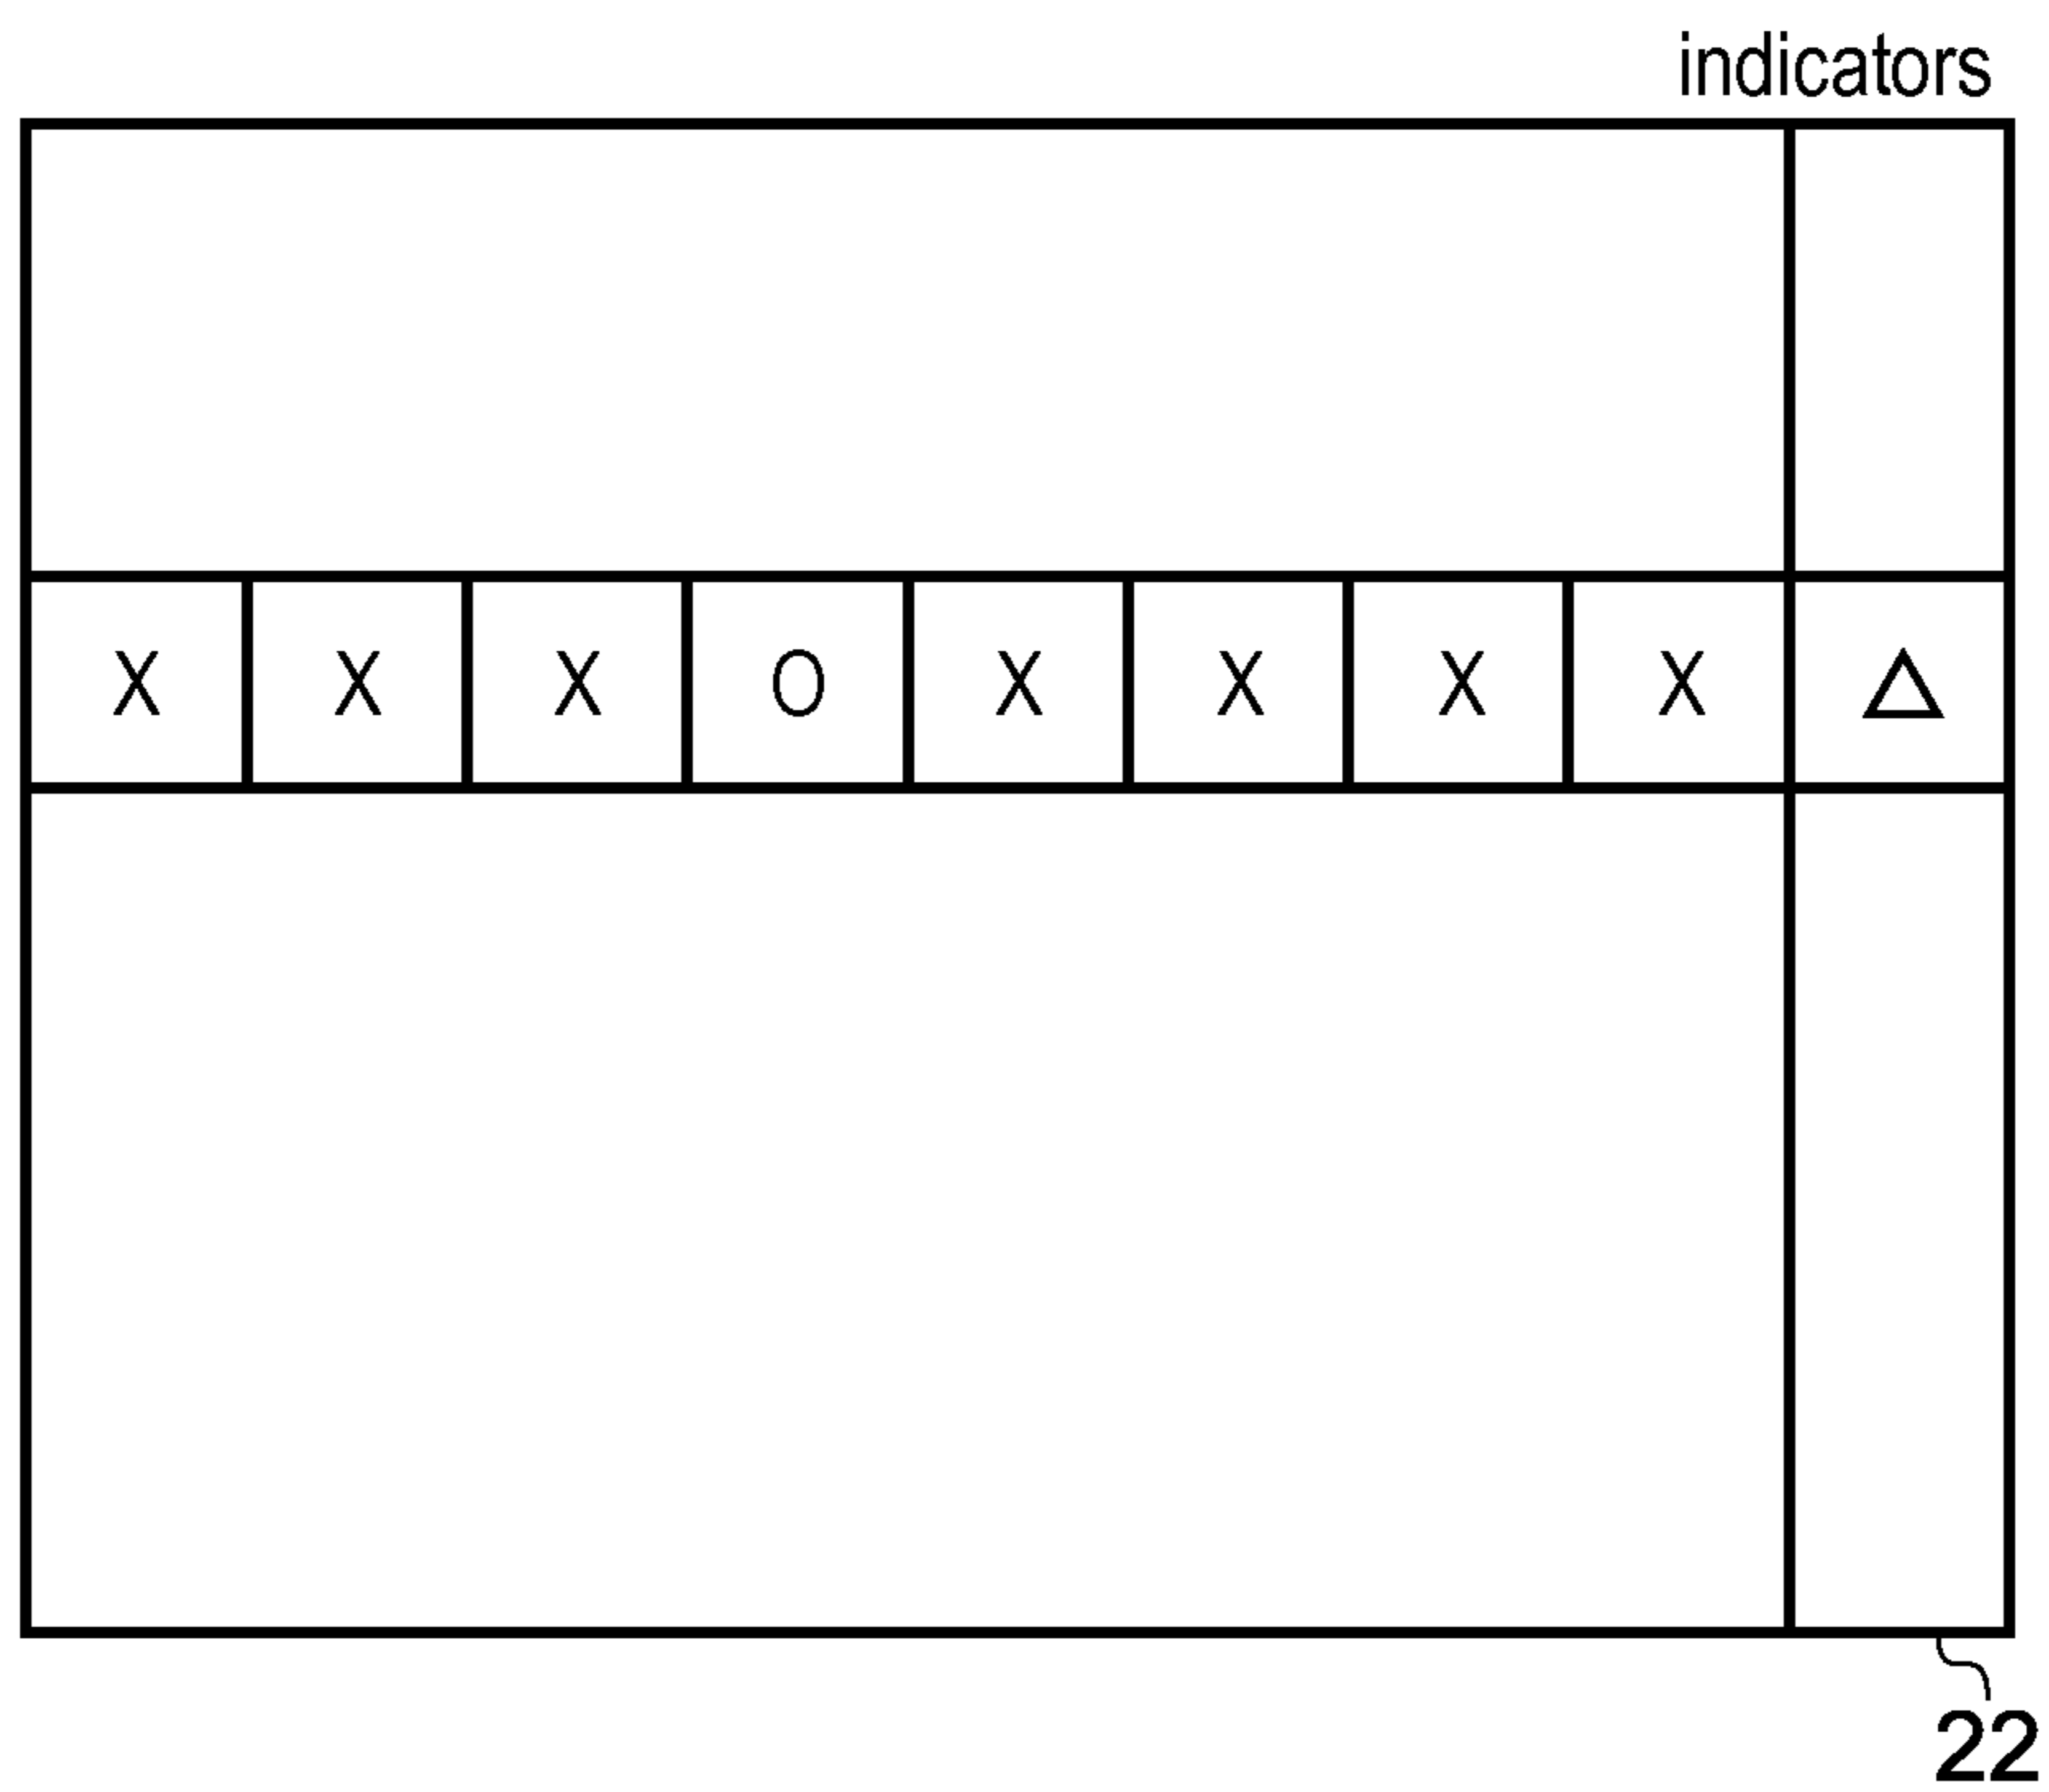 indicators
X X X O X X X X △
22